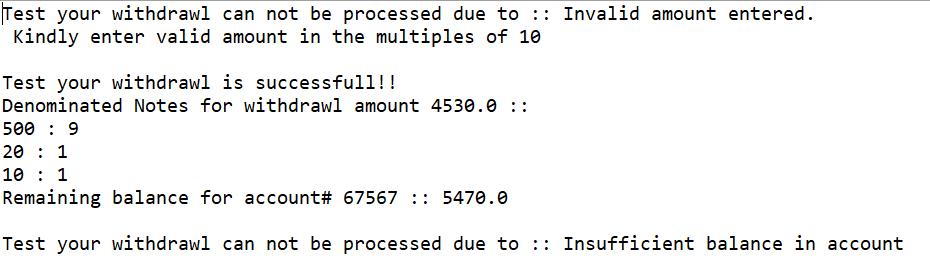 Test your withdrawl can not be processed due to :: Invalid amount entered.
Kindly enter valid amount in the multiples of 10
Test your withdrawl is successfull!!
Denominated Notes for withdrawl amount 4530.0 ::
500 : 9
20 : 1
10 : 1
Remaining balance for account# 67567 :: 5470.0
Test your withdrawl can not be processed due to :: Insufficient balance in account